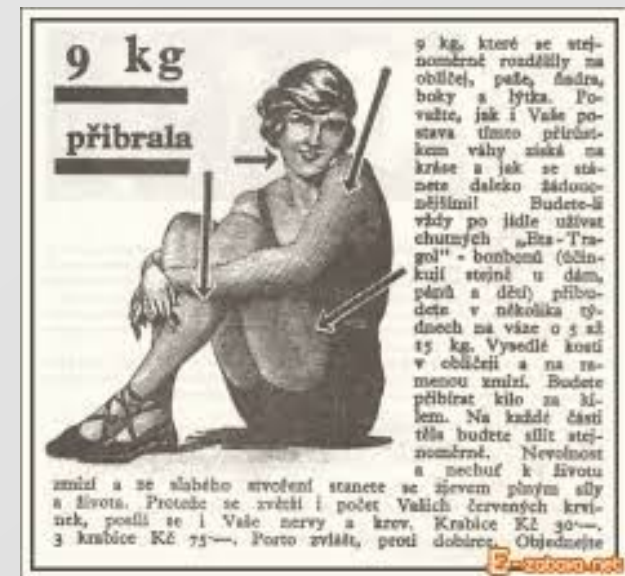 9 kg
přibrala
9 kg, které se stej-
noměrně rozdělily na
obličej, paže, ňadra,
boky a lýtka. Po-
važte, jak i Vaše po-
stava tímto přírůst-
kem váhy získá na
kráse a jak se stá-
nete daleko žádouc-
nějšími! Budete-li
vždy po jídle užívat
chutných „Eta-Tra-
gol" - bonbonů (účin-
kují stejně u dám,
pánů a dětí) přibu-
dete v několika tý-
dnech na váze o 5 až
15 kg. Vysedlé kosti
v obličeji a na ra-
menou zmizí. Budete
přibírat kilo za ki-
lem. Na každé části
těla budete sílit stej-
noměrně. Nevolnost
a nechuť k životu
zmizí a ze slabého stvoření stanete se zjevem plným síly
a života. Protože se zvětší i počet Vašich červených krvi-
nek, posílí se i Vaše nervy a krev. Krabice Kč 30·—.
3 krabice Kč 75·—. Porto zvlášť, proti dobírce. Objednejte
E-zabava.net